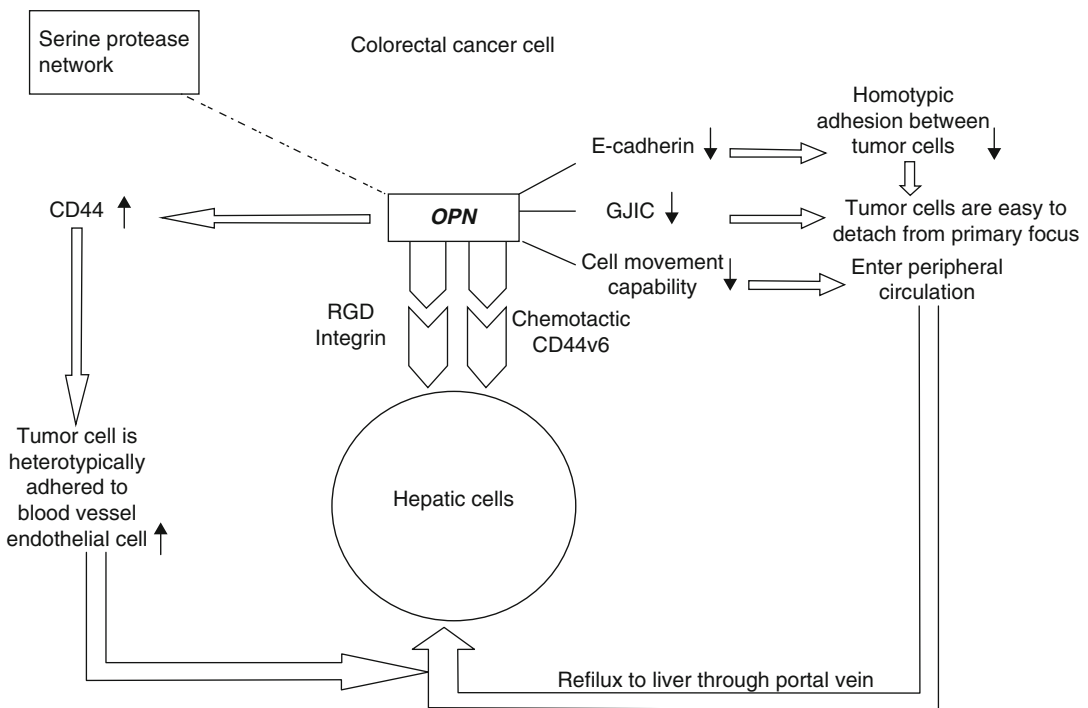 Serine protease
network
Colorectal cancer cell
Homotypic
adhesion between
tumor cells
E-cadherin
CD44
OPN
GJIC
Tumor cells are easy to
detach from primary focus
Cell movement
capability
Enter peripheral
circulation
RGD
Integrin
Chemotactic
CD44v6
Tumor cell is
heterotypically
adhered to
blood vessel
endothelial cell
Hepatic cells
Refilux to liver through portal vein